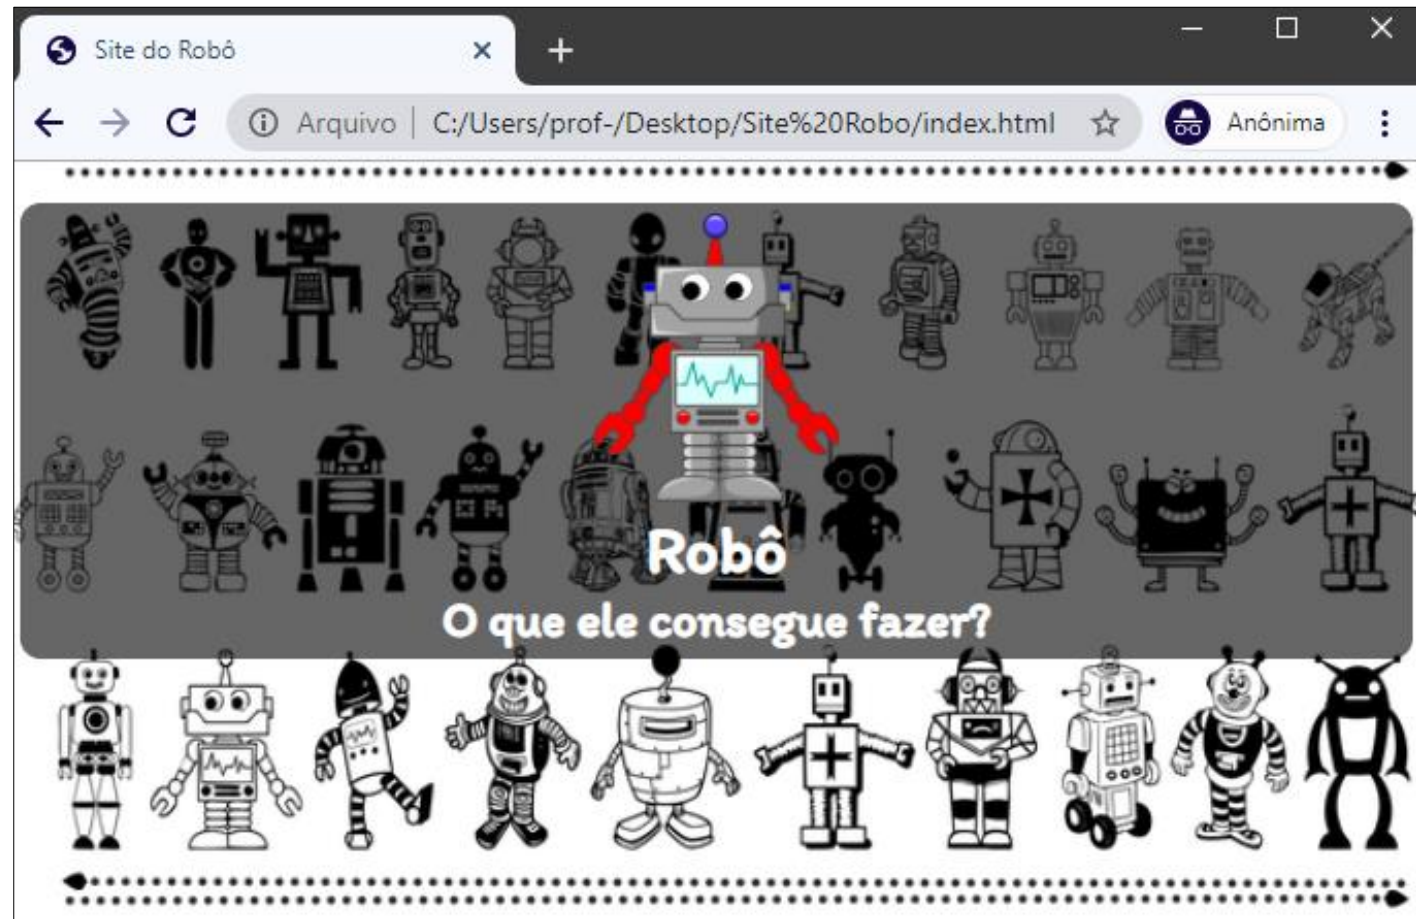 Site do Robô
Arquivo | C:/Users/prof-/Desktop/Site%20Robo/index.html
Anônima
Robô
O que ele consegue fazer?